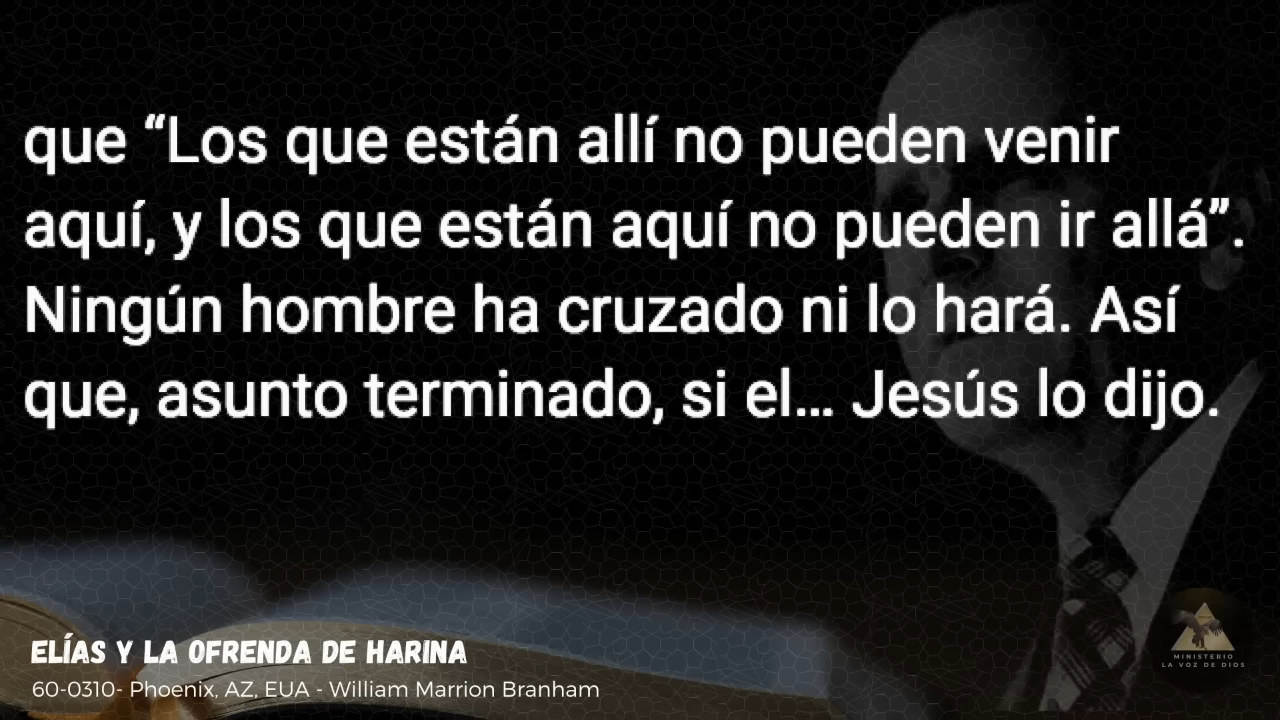 que “Los que están allí no pueden venir
aquí, y los que están aquí no pueden ir allá”.
Ningún hombre ha cruzado ni lo hará. Así
que, asunto terminado, si el... Jesús lo dijo.
ELÍAS Y LA OFRENDA DE HARINA
60-0310- Phoenix, AZ, EUA - William Marrion Branham
MINISTERIO
LA VOZ DE DIOS